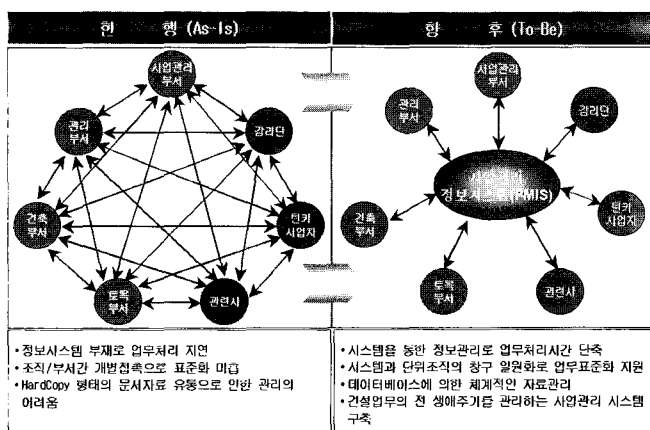 현 행 (As-Is)
향 후 (To-Be)
사업관리
부서
관리
부서
감리단
건축
부서
턴키
사업자
토목
부서
관련사
사업관리
부서
관리
부서
감리단
정보시스템(PMIS)
건축
부서
턴키
사업자
토목
부서
관련사
•정보시스템 부재로 업무처리 지연
•조직/부서간 개별접촉으로 표준화 미흡
•HardCopy 형태의 문서자료 유통으로 인한 관리의
어려움
•시스템을 통한 정보관리로 업무처리시간 단축
•시스템과 단위조직의 창구 일원화로 업무표준화 지원
•데이터베이스에 의한 체계적인 자료관리
•건설업무의 전 생애주기를 관리하는 사업관리 시스템
구축